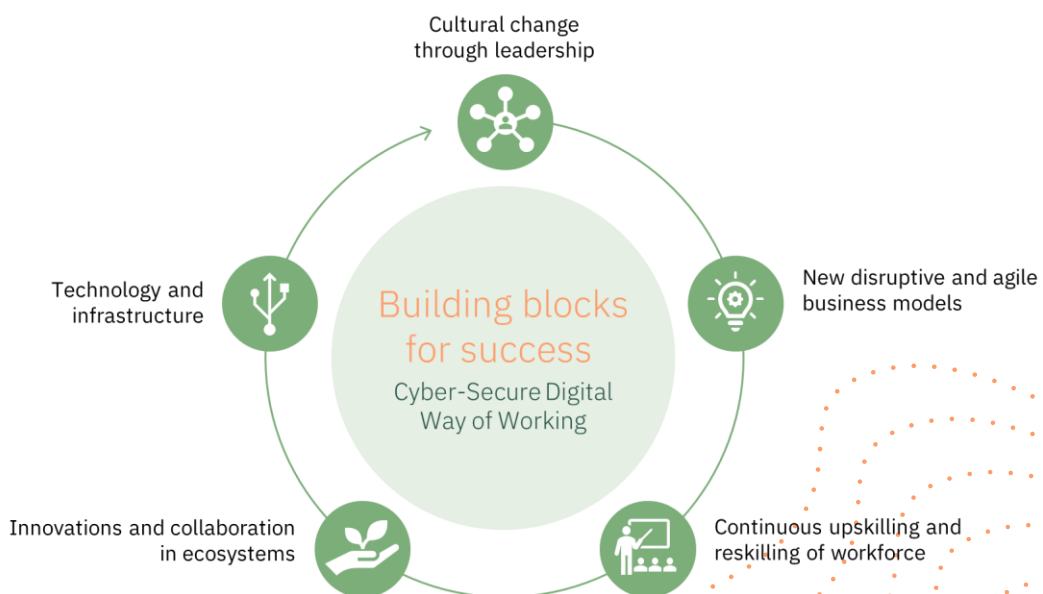 Cultural change
through leadership
New disruptive and agile
business models
Technology and
infrastructure
Building blocks
for success
Cyber-Secure Digital
Way of Working
Innovations and collaboration
in ecosystems
Continuous upskilling and
reskilling of workforce